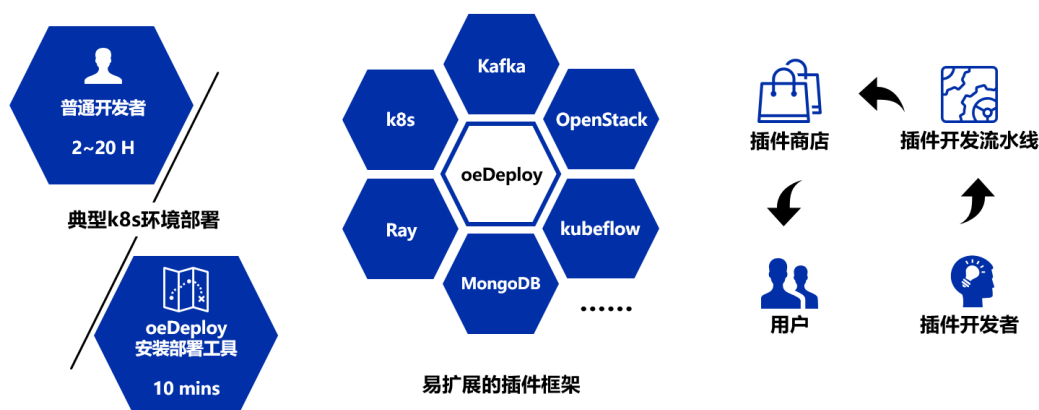 普通开发者
2~20 H
典型k8s环境部署
oeDeploy
安装部署工具
10 mins
Kafka
k8s
OpenStack
oeDeploy
Ray
kubeflow
MongoDB
······
易扩展的插件框架
插件商店
插件开发流水线
用户
插件开发者